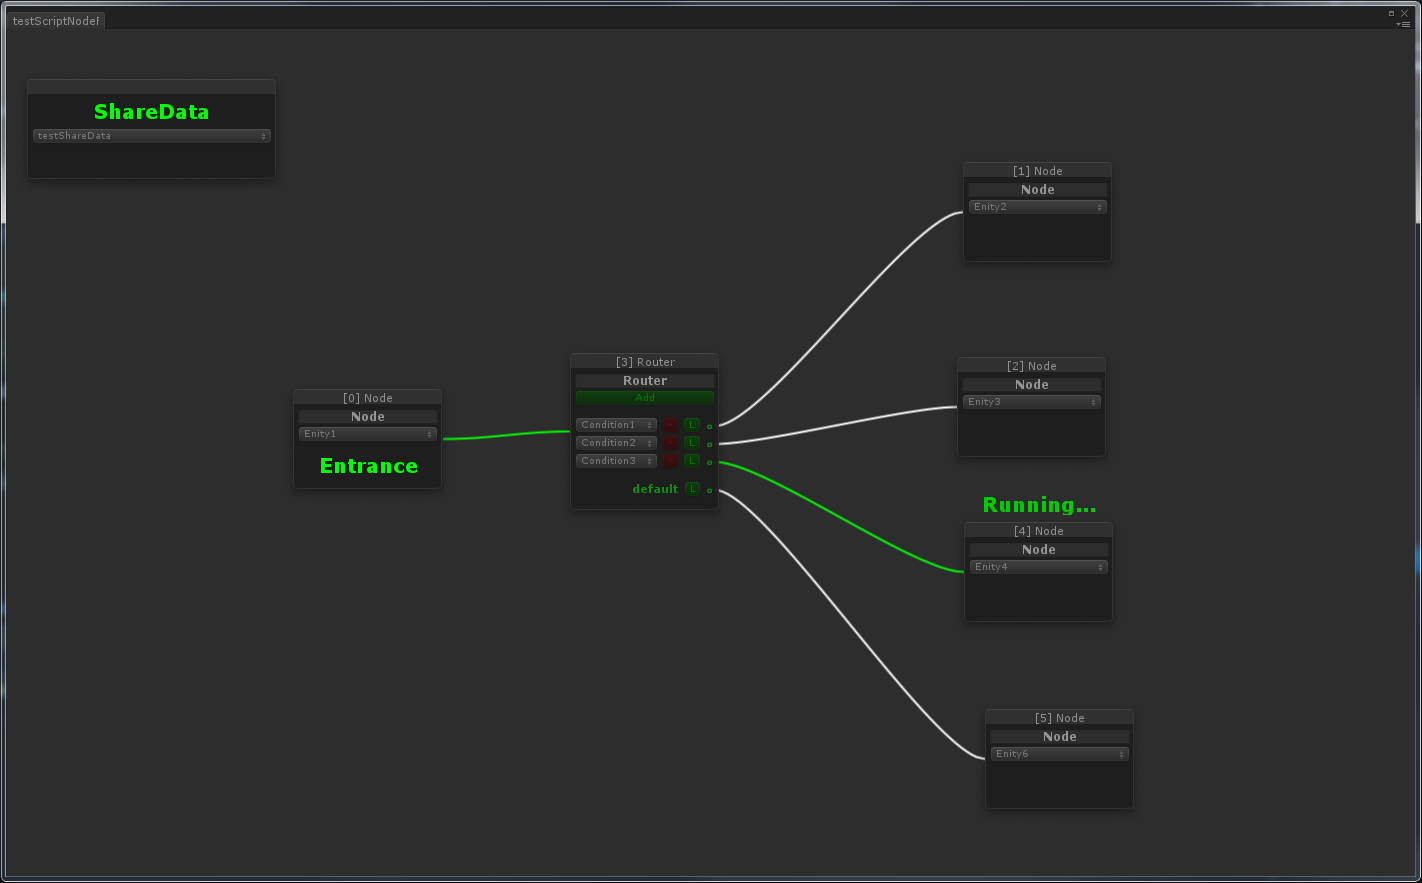 testScriptNodef
ShareData
testShareData
[1] Node
Node
Enity2
[3] Router
Router
Add
Condition1 - L
Condition2 - L
Condition3 - L
default L
[0] Node
Node
Enity1
Entrance
[2] Node
Node
Enity3
Running...
[4] Node
Node
Enity4
[5] Node
Node
Enity6